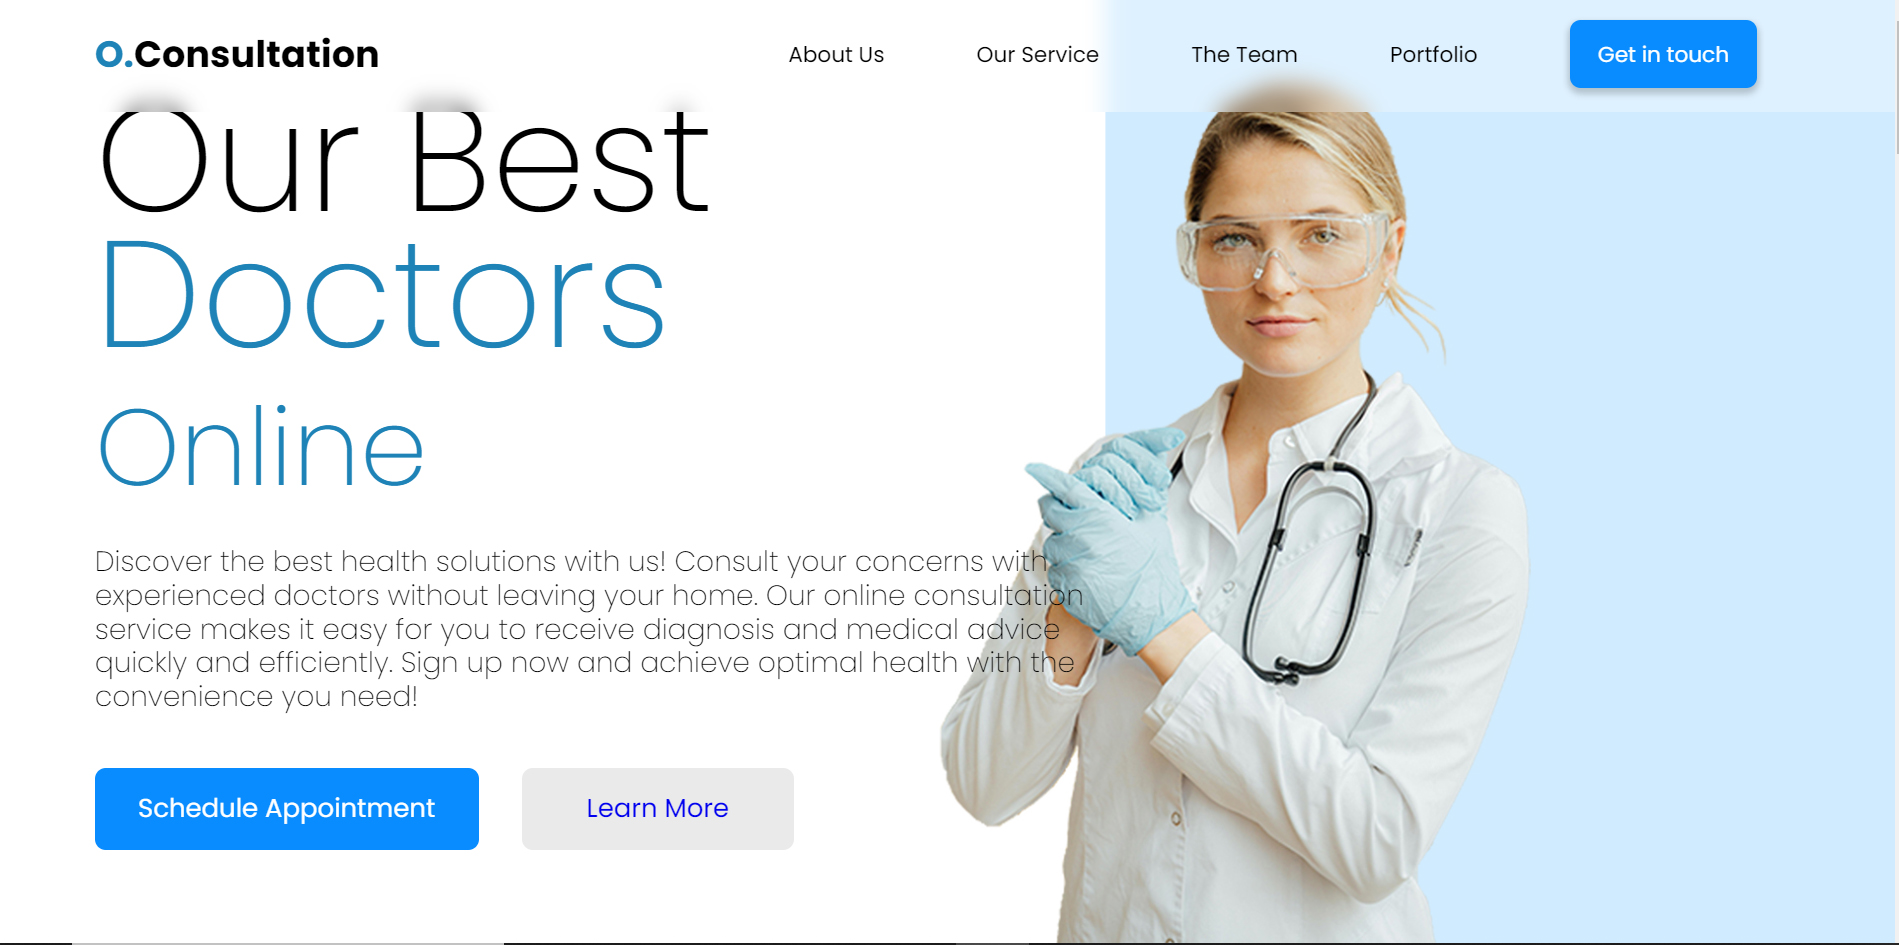 O.Consultation
About Us
Our Service
The Team
Portfolio
Get in touch
Our Best
Doctors
Online
Discover the best health solutions with us! Consult your concerns with
experienced doctors without leaving your home. Our online consultation
service makes it easy for you to receive diagnosis and medical advice
quickly and efficiently. Sign up now and achieve optimal health with the
convenience you need!
Schedule Appointment
Learn More